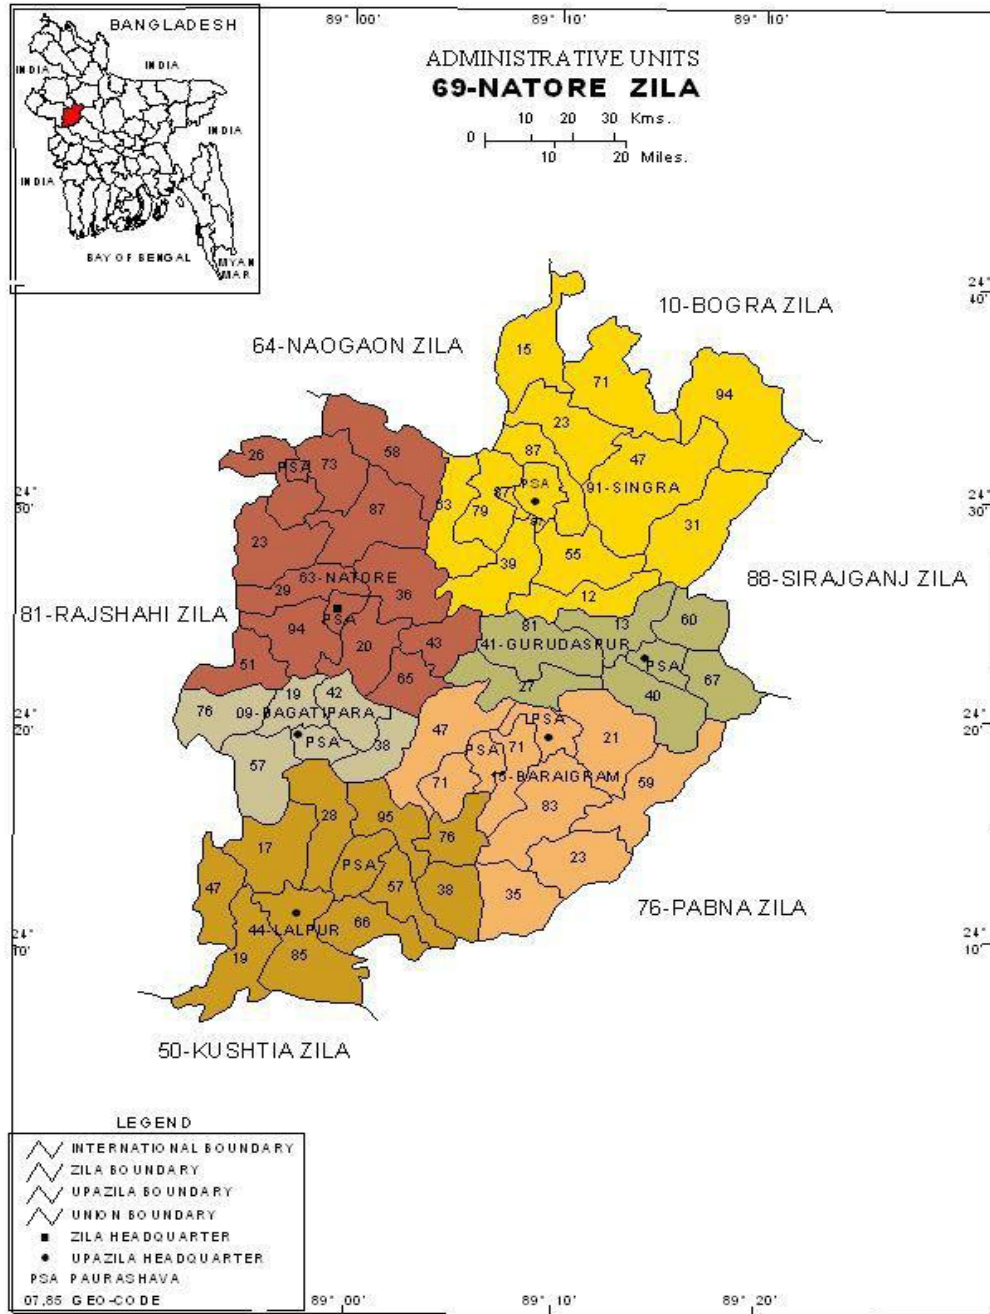 89° 00'
89° 10'
89° 10'
BANGLADESH
INDIA
INDIA
INDIA
INDIA
BAY OF BENGAL
MYAN
MAR
ADMINISTRATIVE UNITS
69-NATORE ZILA
10 20 30 Kms.
0
10 20 Miles.
24°
40'
10-BOGRA ZILA
64-NAOGAON ZILA
15
71
94
23
26
PSA
73
58
87
47
PSA
91-SINGRA
24°
30'
24°
30'
63
79
87
87
31
23
39
55
63-NATORE
88-SIRAJGANJ ZILA
29
36
12
81-RAJSHAHI ZILA
PSA
94
20
43
81
13
60
41-GURUDASPUR
PSA
51
65
27
40
67
76
19
42
09-BAGATIPARA
24°
20'
24°
20'
PSA
38
57
47
PSA
71
PSA
21
71
15-BARAIGRAM
59
28
95
76
83
17
PSA
23
47
57
38
35
76-PABNA ZILA
44-LALPUR
66
24°
10'
24°
10'
19
85
50-KUSHTIA ZILA
LEGEND
INTERNATIONAL BOUNDARY
ZILA BOUNDARY
UPAZILA BOUNDARY
UNION BOUNDARY
ZILA HEADQUARTER
UPAZILA HEADQUARTER
PSA PAURASHAVA
07,85 GEO-CODE
89° 00'
89° 10'
89° 20'